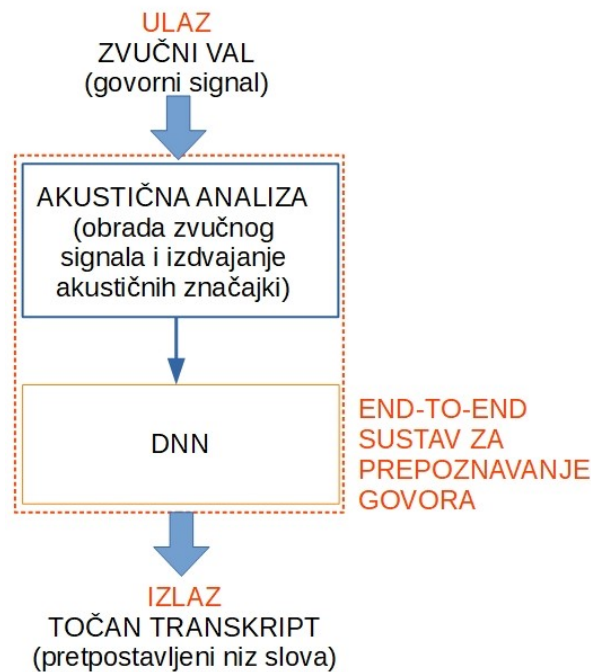 ULAZ
ZVUČNI VAL
(govorni signal)
AKUSTIČNA ANALIZA
(obrada zvučnog
signala i izdvajanje
akustičnih značajki)
DNN
END-TO-END
SUSTAV ZA
PREPOZNAVANJE
GOVORA
IZLAZ
TOČAN TRANSKRIPT
(pretpostavljeni niz slova)